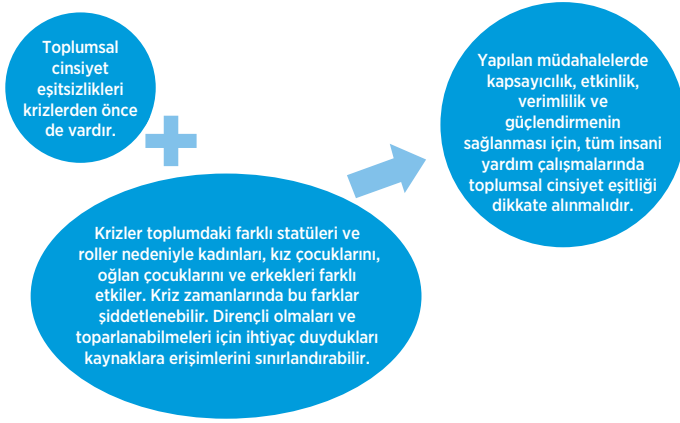 Toplumsal
cinsiyet
eşitsizlikleri
krizlerden önce
de vardır.
Krizler toplumdaki farklı statüleri ve
roller nedeniyle kadınları, kız çocuklarını,
oğlan çocuklarını ve erkekleri farklı
etkiler. Kriz zamanlarında bu farklar
şiddetlenebilir. Dirençli olmaları ve
toparlanabilmeleri için ihtiyaç duydukları
kaynaklara erişimlerini sınırlandırabilir.
Yapılan müdahalelerde
kapsayıcılık, etkinlik,
verimlilik ve
güçlendirmenin
sağlanması için, tüm insani
yardım çalışmalarında
toplumsal cinsiyet eşitliği
dikkate alınmalıdır.